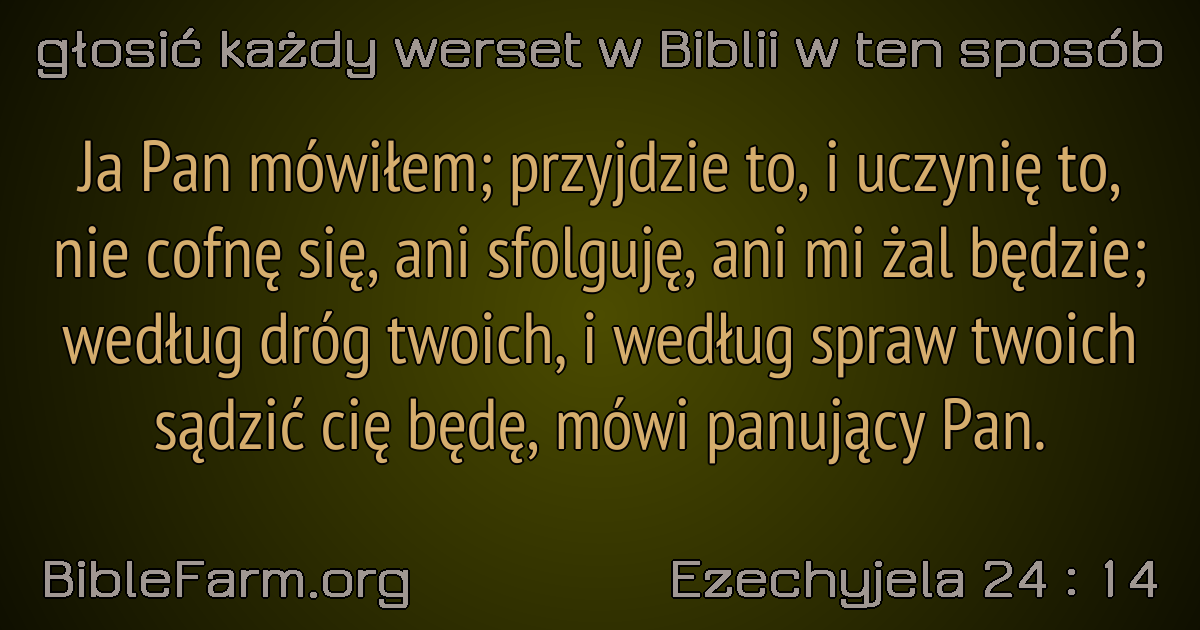 głosić każdy werset w Biblii w ten sposób
Ja Pan mówiłem; przyjdzie to, i uczynię to,
nie cofnę się, ani sfolguję, ani mi żal będzie;
według dróg twoich, i według spraw twoich
sądzić cię będę, mówi panujący Pan.
BibleFarm.org
Ezechyjela 24 : 14